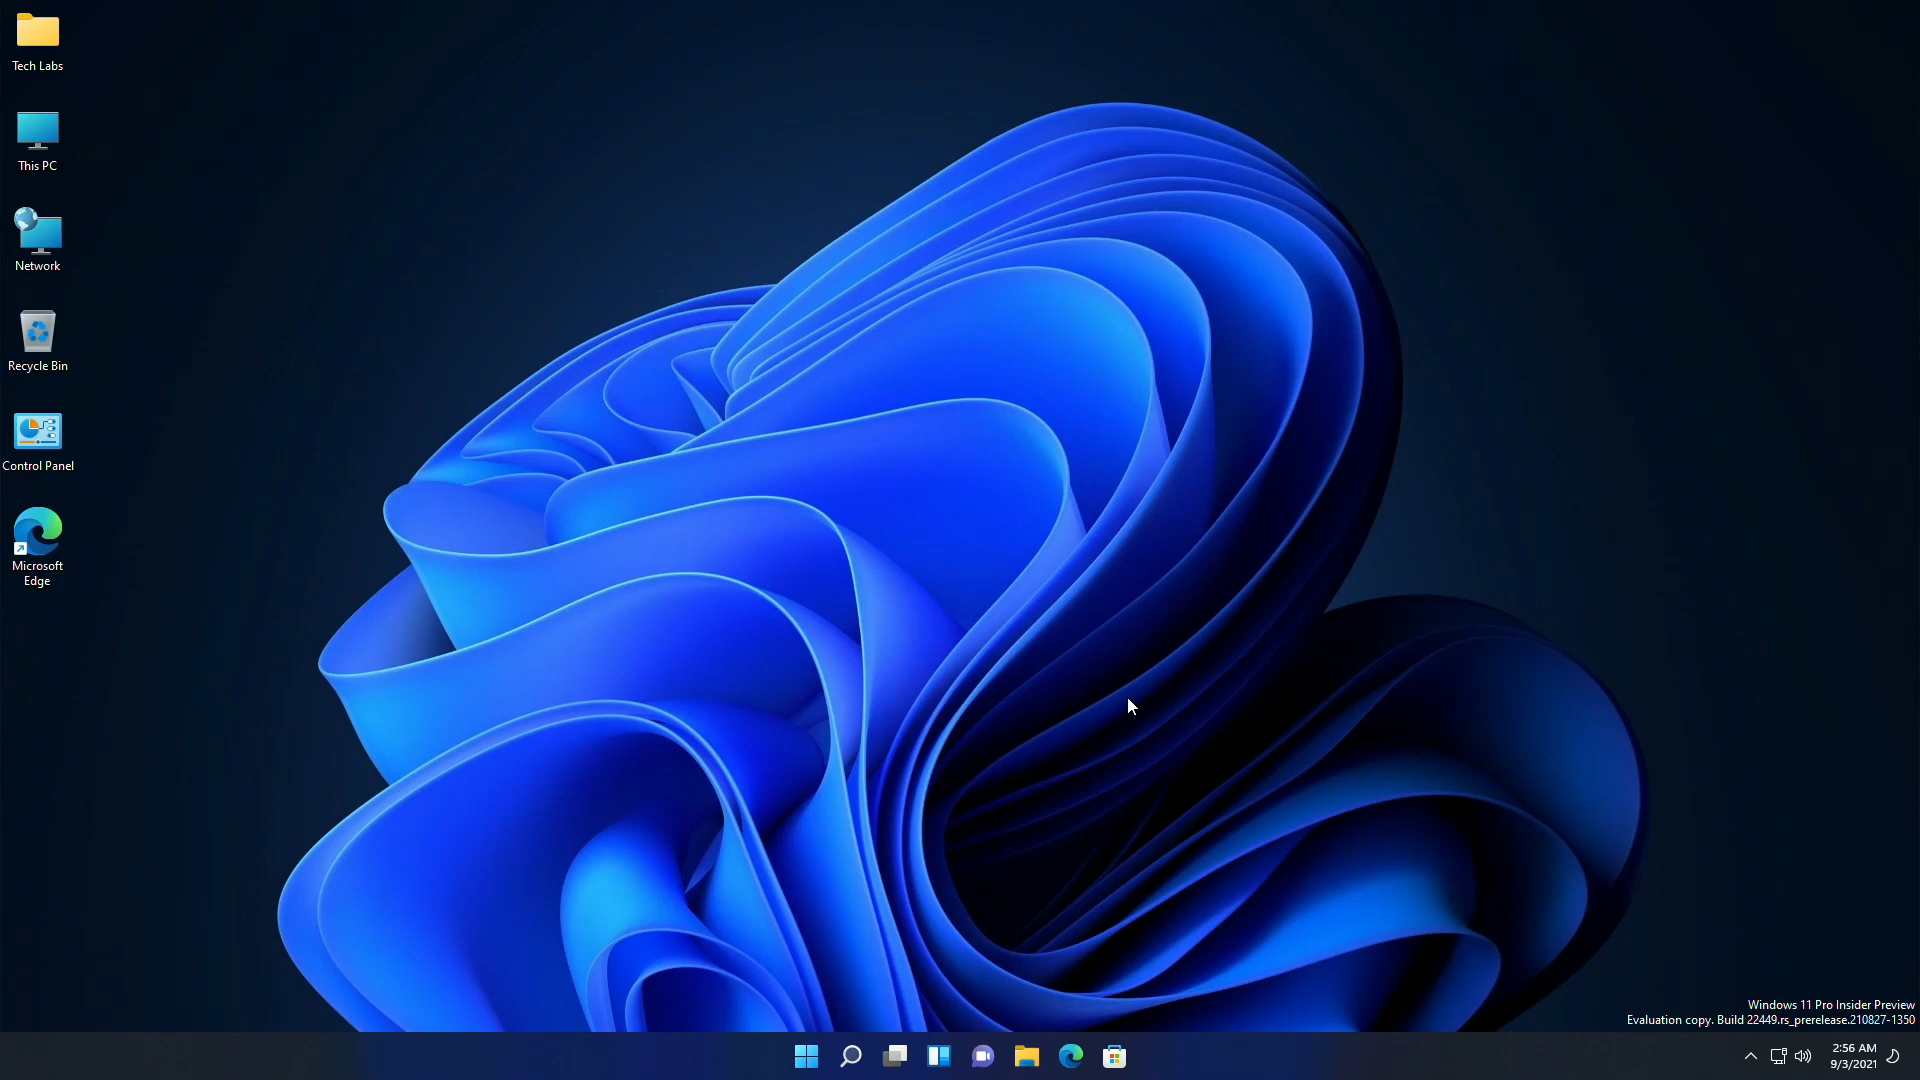 Tech Labs
This PC
Network
Recycle Bin
Control Panel
Microsoft
Edge
Windows 11 Pro Insider Preview
Evaluation copy. Build 22449.rs_prerelease.210827-1350
2:56 AM
9/3/2021